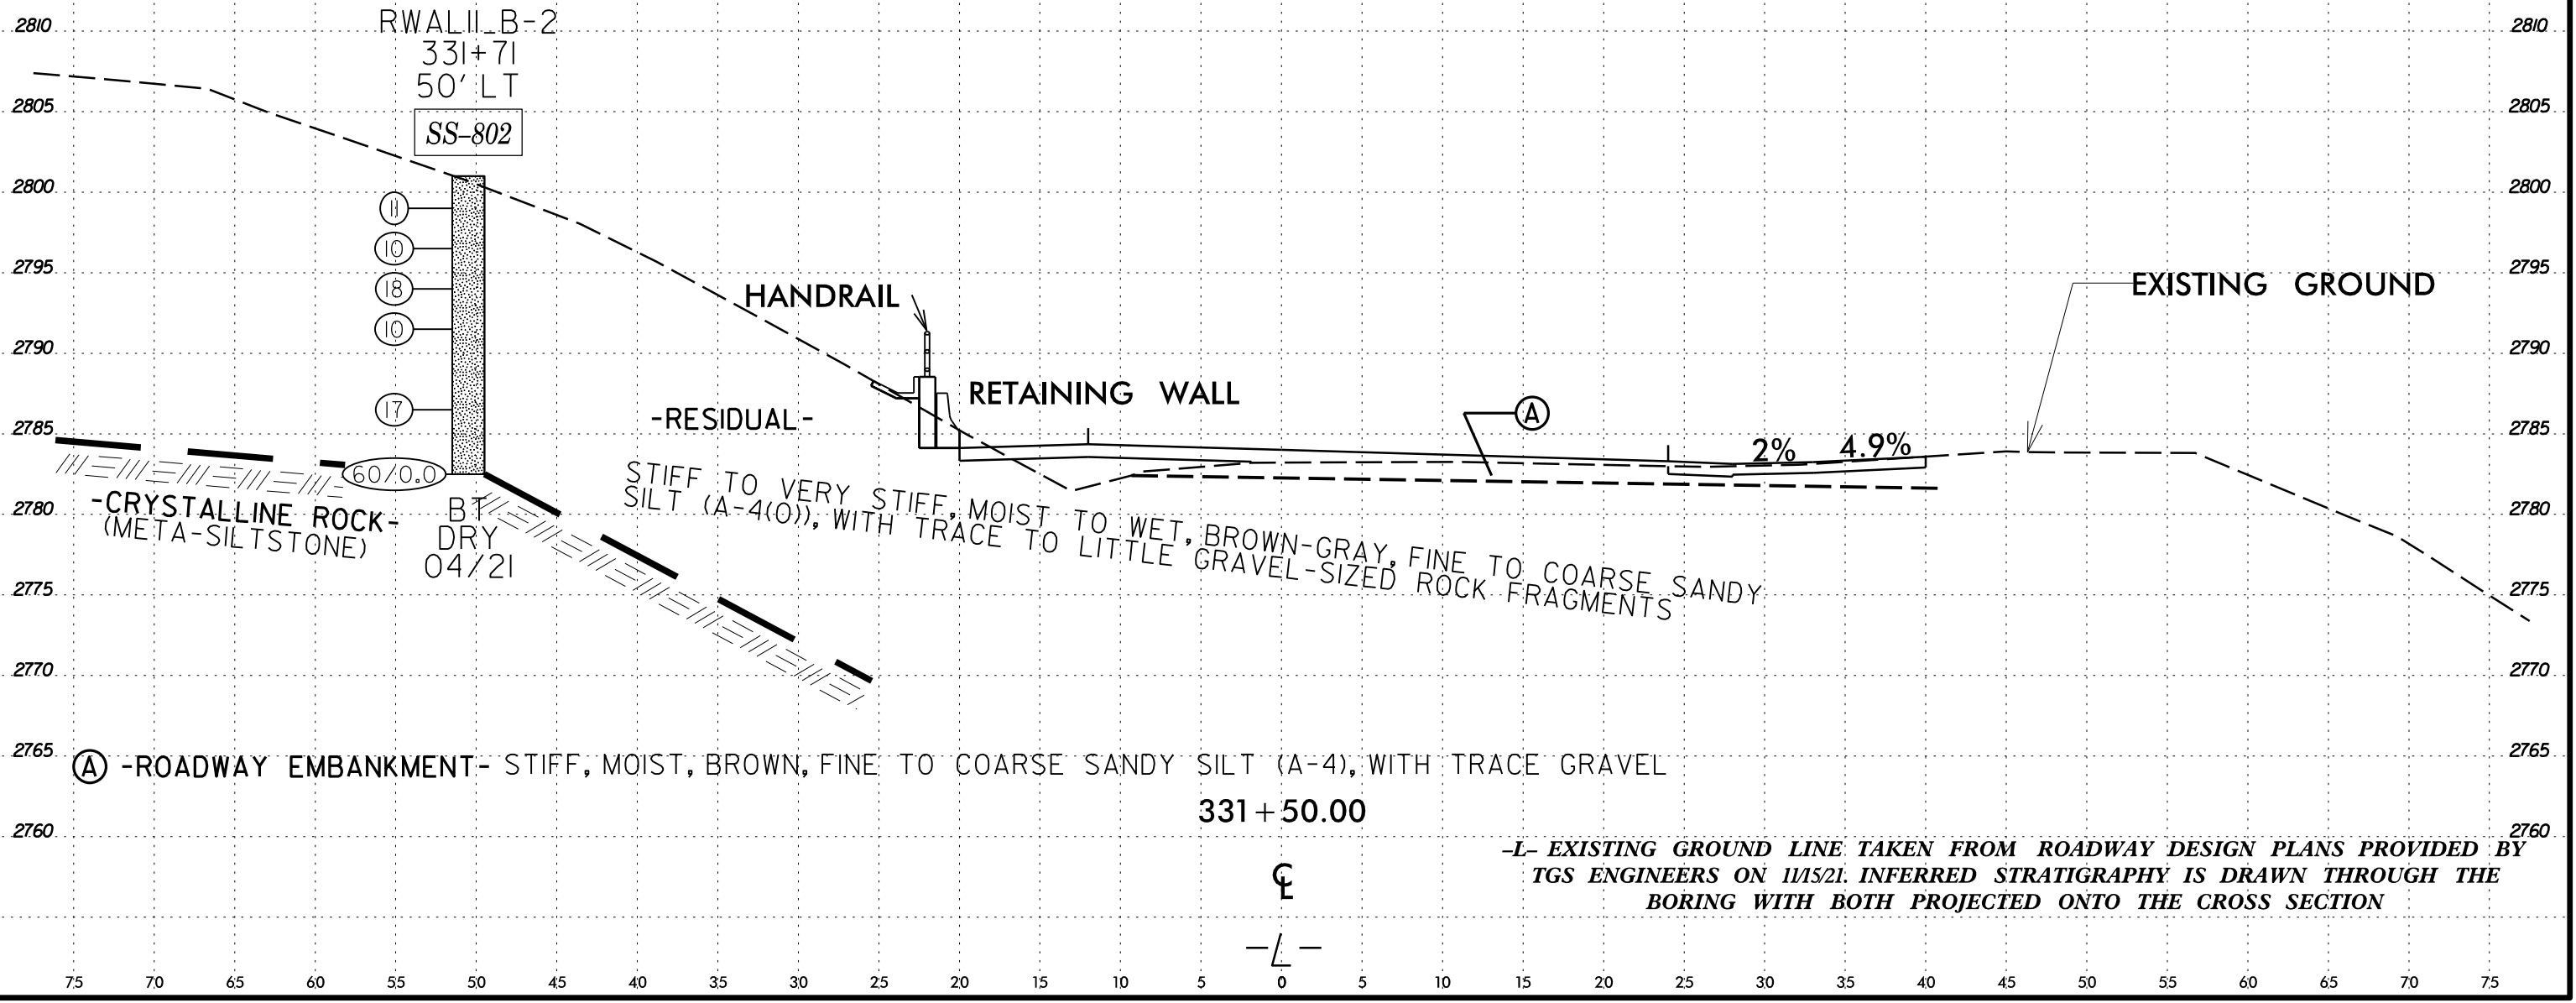 2810
RWALII_B-2
331+71
50' LT
SS-802
2810
2805
2805
2800
2800
11
10
2795
2795
18
HANDRAIL
EXISTING GROUND
10
2790
2790
RETAINING WALL
17
-RESIDUAL-
A
2785
2785
2% 4.9%
60/0.0
STIFF TO VERY STIFF, MOIST TO WET, BROWN-GRAY, FINE TO COARSE SANDY
SILT (A-4(0)), WITH TRACE TO LITTLE GRAVEL-SIZED ROCK FRAGMENTS
-CRYSTALLINE ROCK-
(META-SILTSTONE)
BT
DRY
04/21
2780
2780
2775
2775
2770
2770
2765
2765
A -ROADWAY EMBANKMENT- STIFF, MOIST, BROWN, FINE TO COARSE SANDY SILT (A-4), WITH TRACE GRAVEL
331+50.00
2760
2760
-L- EXISTING GROUND LINE TAKEN FROM ROADWAY DESIGN PLANS PROVIDED BY
TGS ENGINEERS ON 11/15/21. INFERRED STRATIGRAPHY IS DRAWN THROUGH THE
BORING WITH BOTH PROJECTED ONTO THE CROSS SECTION
℄
-L-
75 70 65 60 55 50 45 40 35 30 25 20 15 10 5 0 5 10 15 20 25 30 35 40 45 50 55 60 65 70 75